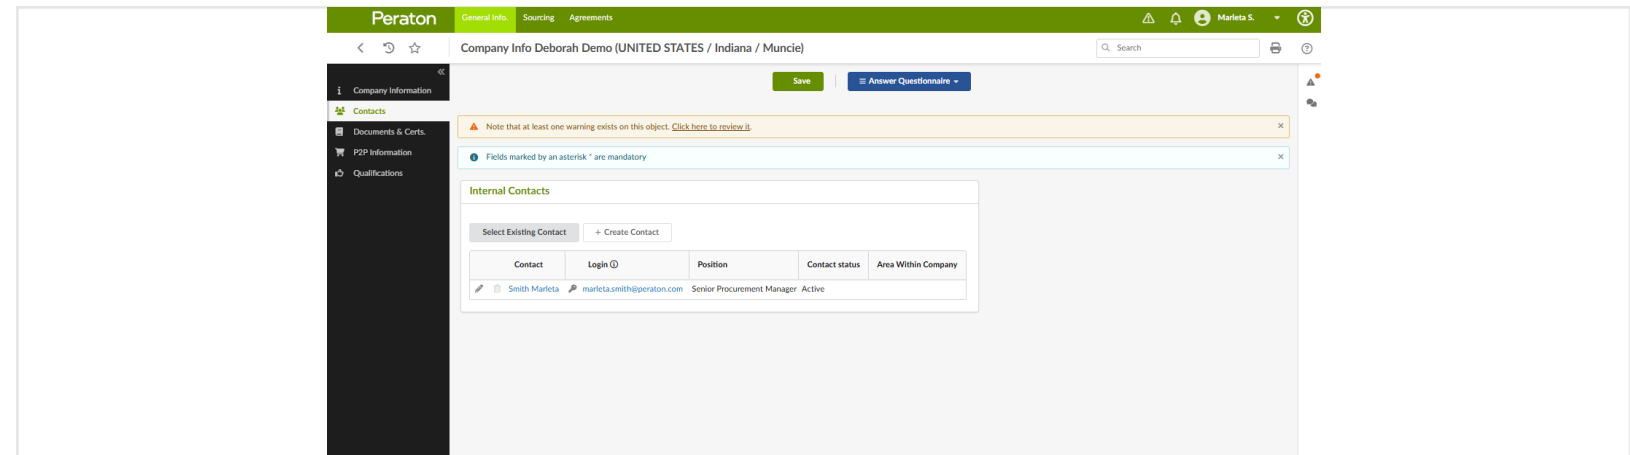 Peraton General Info. Sourcing Agreements Marleta S.
Company Info Deborah Demo (UNITED STATES / Indiana / Muncie) Search
Save Answer Questionnaire
Company Information
Contacts
Documents & Certs.
P2P Information
Qualifications
Note that at least one warning exists on this object. Click here to review it.
Fields marked by an asterisk * are mandatory
Internal Contacts
Select Existing Contact + Create Contact
Contact Login Position Contact status Area Within Company
Smith Marleta marleta.smith@peraton.com Senior Procurement Manager Active